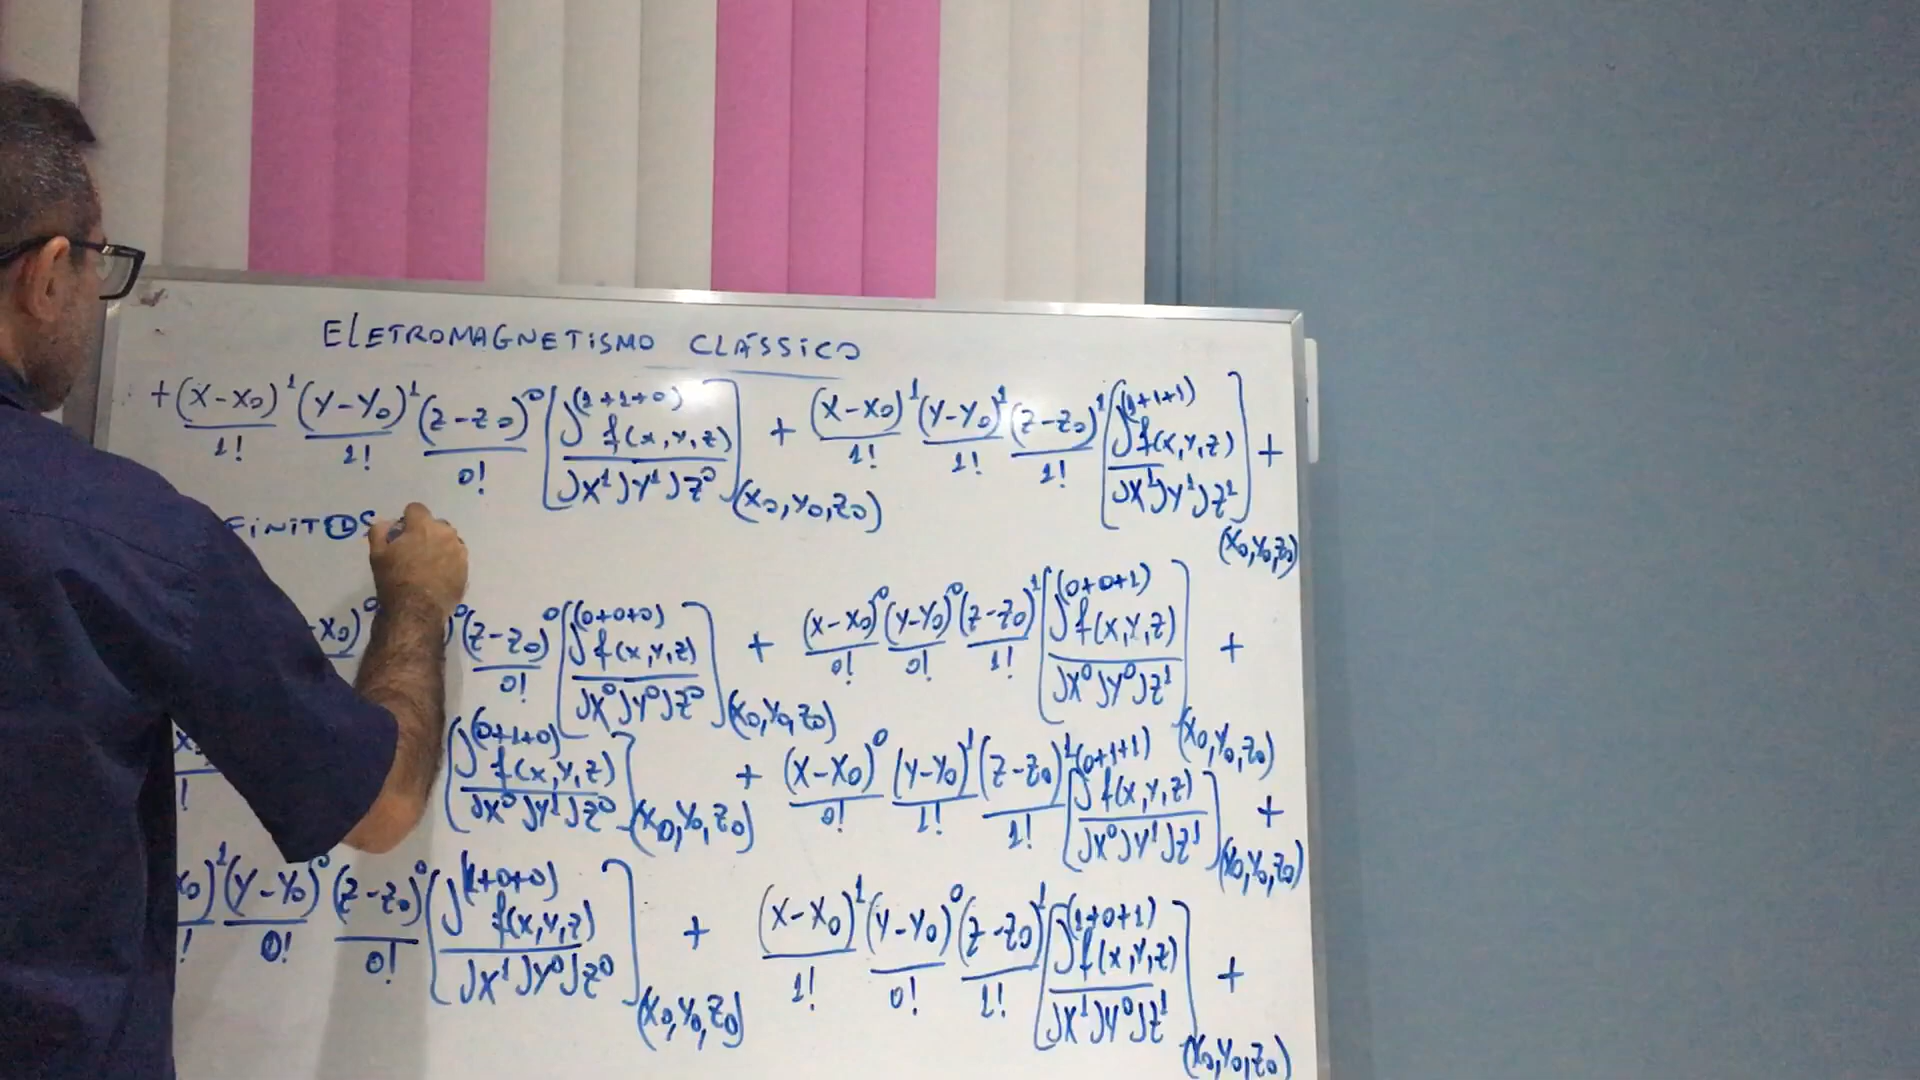 ELETROMAGNETISMO CLÁSSICO
+ (x-x₀)¹/1! (y-y₀)¹/1! (z-z₀)⁰/0! [∂^(1+1+0) f(x,y,z)/∂x¹∂y¹∂z⁰](x₀,y₀,z₀) + (x-x₀)¹/1! (y-y₀)¹/1! (z-z₀)¹/1! [∂^(1+1+1) f(x,y,z)/∂x¹∂y¹∂z¹](x₀,y₀,z₀) +
FINITOS
-x₀)⁰ )⁰ (z-z₀)⁰/0! [∂^(0+0+0) f(x,y,z)/∂x⁰∂y⁰∂z⁰](x₀,y₀,z₀) + (x-x₀)⁰/0! (y-y₀)⁰/0! (z-z₀)¹/1! [∂^(0+0+1) f(x,y,z)/∂x⁰∂y⁰∂z¹](x₀,y₀,z₀) +
! [∂^(0+1+0) f(x,y,z)/∂x⁰∂y¹∂z⁰](x₀,y₀,z₀) + (x-x₀)⁰/0! (y-y₀)¹/1! (z-z₀)¹/1! [∂^(0+1+1) f(x,y,z)/∂x⁰∂y¹∂z¹](x₀,y₀,z₀) +
x₀)¹/! (y-y₀)⁰/0! (z-z₀)⁰/0! [∂^(1+0+0) f(x,y,z)/∂x¹∂y⁰∂z⁰](x₀,y₀,z₀) + (x-x₀)¹/1! (y-y₀)⁰/0! (z-z₀)¹/1! [∂^(1+0+1) f(x,y,z)/∂x¹∂y⁰∂z¹](x₀,y₀,z₀) +